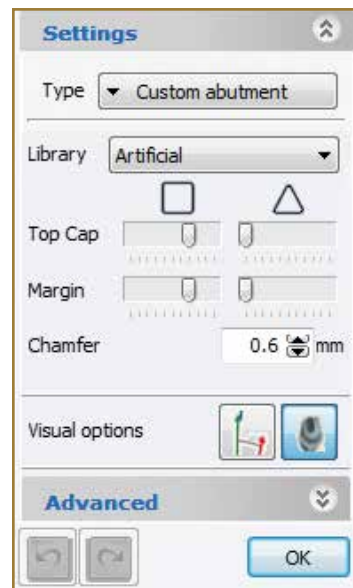 Settings
Type Custom abutment
Library Artificial
Top Cap
Margin
Chamfer 0.6 mm
Visual options
Advanced
OK